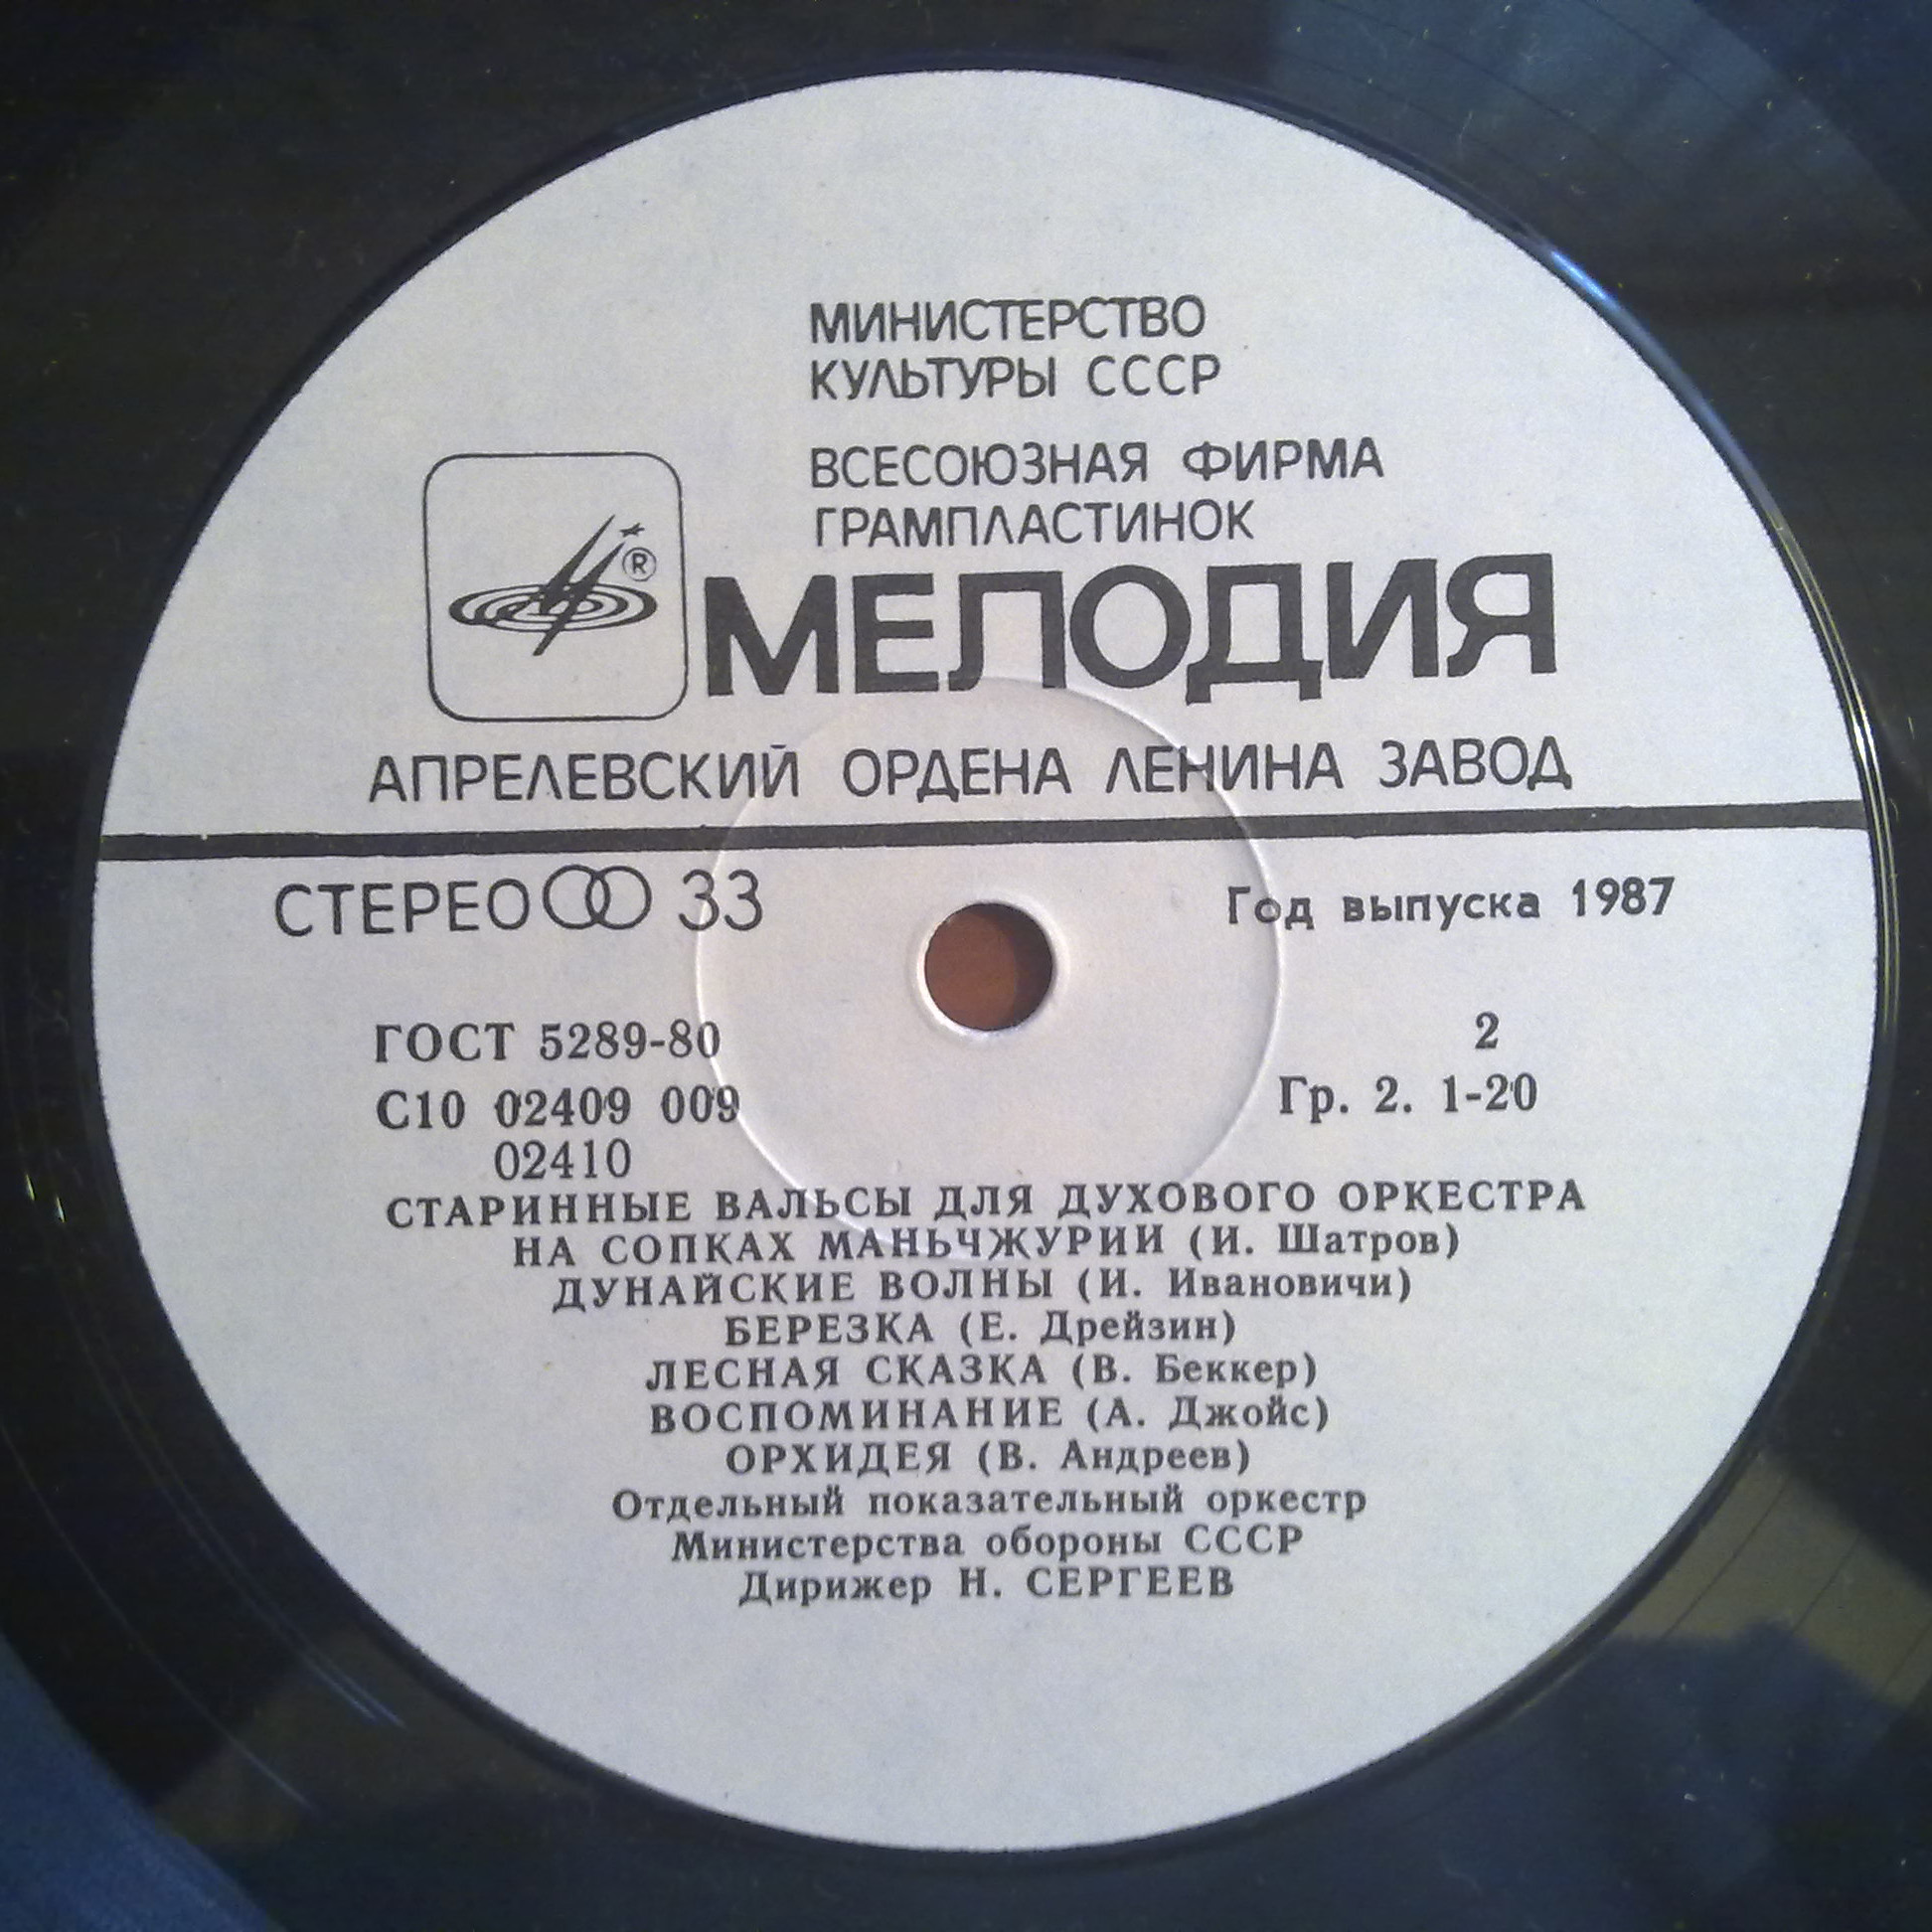 МИНИСТЕРСТВО
КУЛЬТУРЫ СССР
ВСЕСОЮЗНАЯ ФИРМА
ГРАМПЛАСТИНОК
®
МЕЛОДИЯ
АПРЕЛЕВСКИЙ ОРДЕНА ЛЕНИНА ЗАВОД
СТЕРЕО 33
Год выпуска 1987
ГОСТ 5289-80
2
С10 02409 009
Гр. 2. 1-20
02410
СТАРИННЫЕ ВАЛЬСЫ ДЛЯ ДУХОВОГО ОРКЕСТРА
НА СОПКАХ МАНЬЧЖУРИИ (И. Шатров)
ДУНАЙСКИЕ ВОЛНЫ (И. Ивановичи)
БЕРЕЗКА (Е. Дрейзин)
ЛЕСНАЯ СКАЗКА (В. Беккер)
ВОСПОМИНАНИЕ (А. Джойс)
ОРХИДЕЯ (В. Андреев)
Отдельный показательный оркестр
Министерства обороны СССР
Дирижер Н. СЕРГЕЕВ